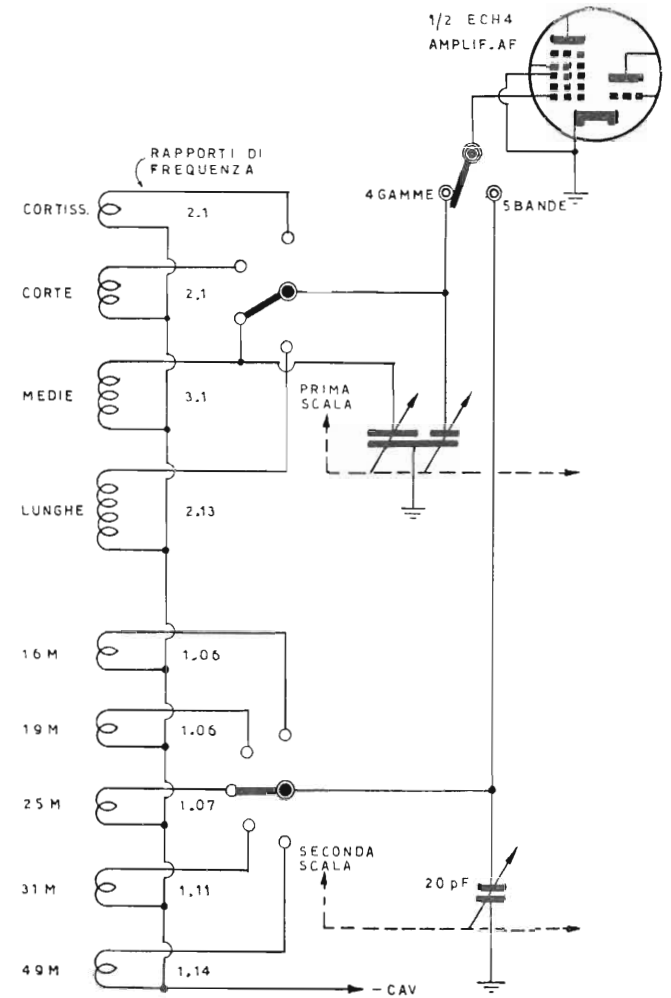 1/2 ECH4
AMPLIF.AF
RAPPORTI DI
FREQUENZA
4 GAMME
5 BANDE
CORTISS.
2.1
CORTE
2.1
MEDIE
3.1
PRIMA
SCALA
LUNGHE
2.13
16 M
1.06
19 M
1.06
25 M
1.07
SECONDA
SCALA
20 pF
31 M
1.11
49 M
1.14
- CAV